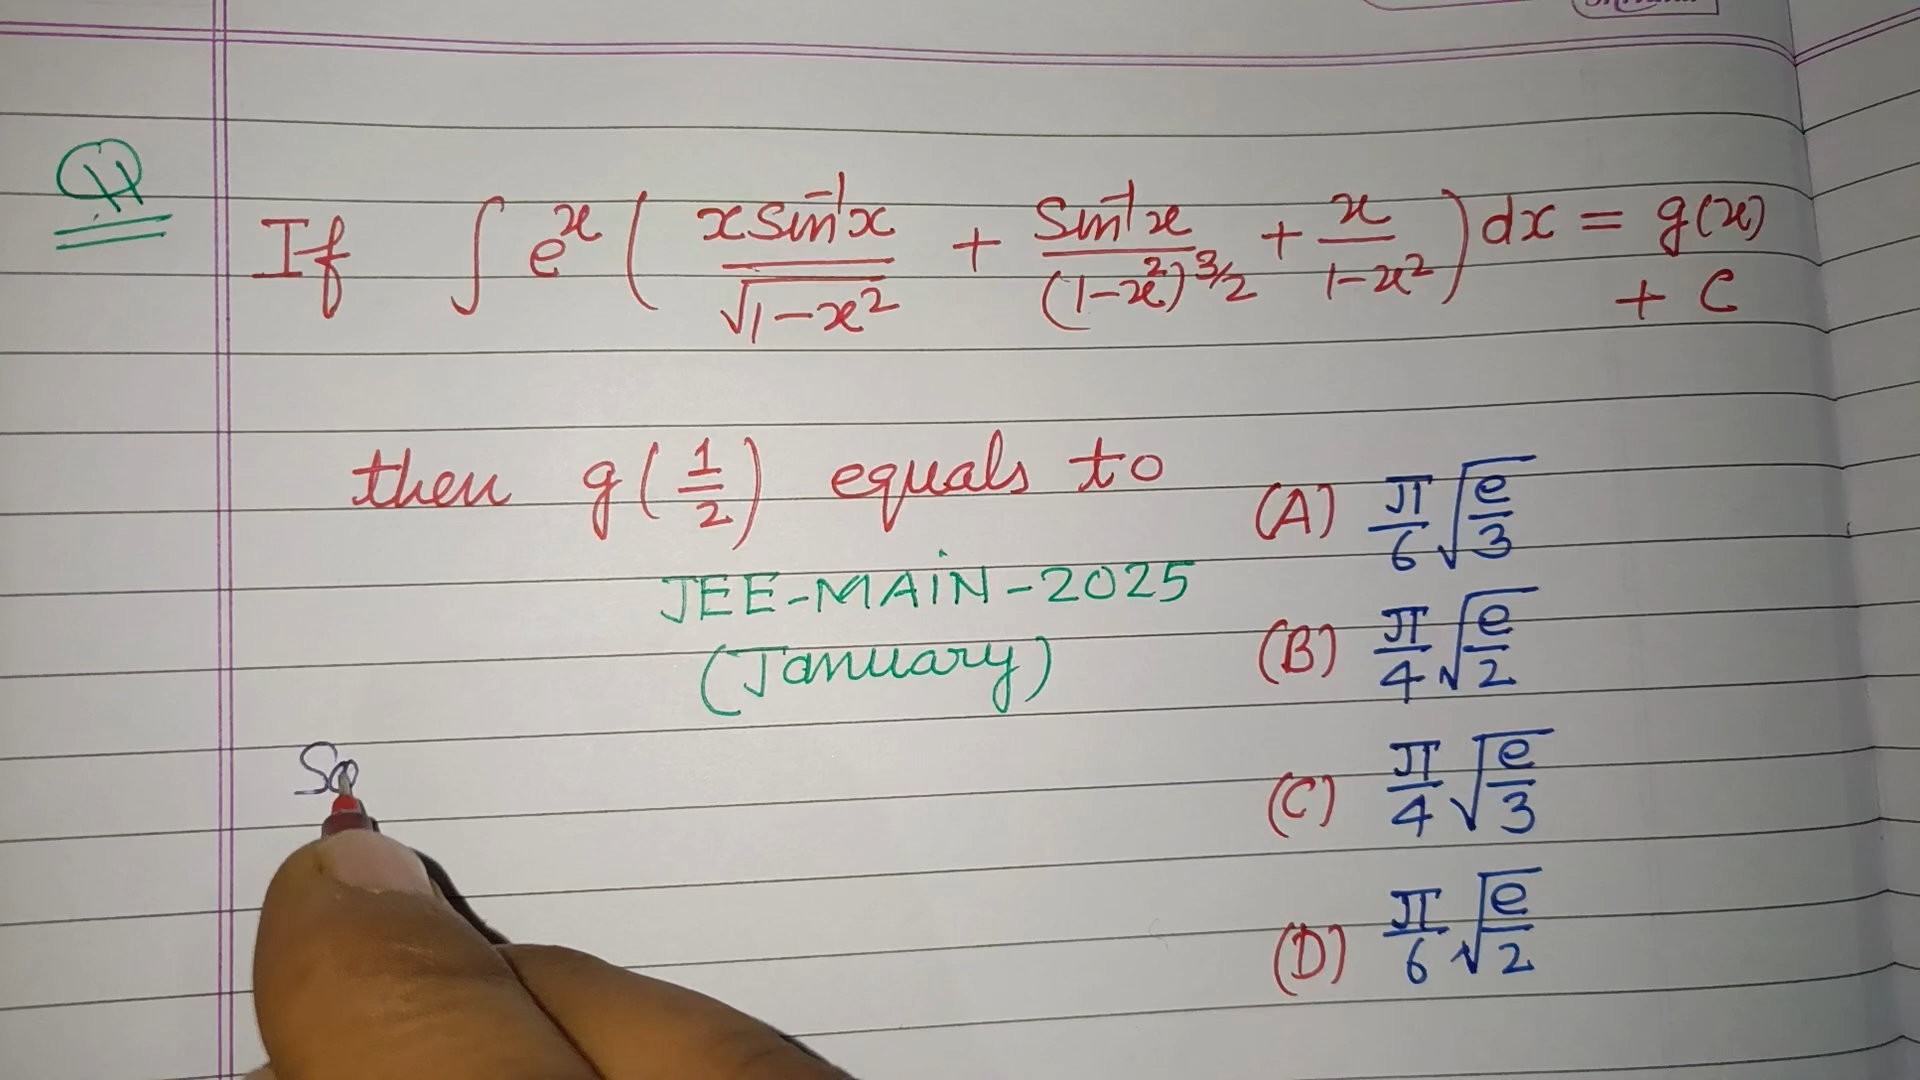 Q
If ∫ eˣ ( x sin⁻¹x / √(1-x²) + Sin⁻¹x / (1-x²)^3/2 + x / (1-x²) ) dx = g(x) + C
then g(1/2) equals to
JEE-MAIN-2025
(January)
(A) π/6 √(e/3)
(B) π/4 √(e/2)
(C) π/4 √(e/3)
(D) π/6 √(e/2)
So